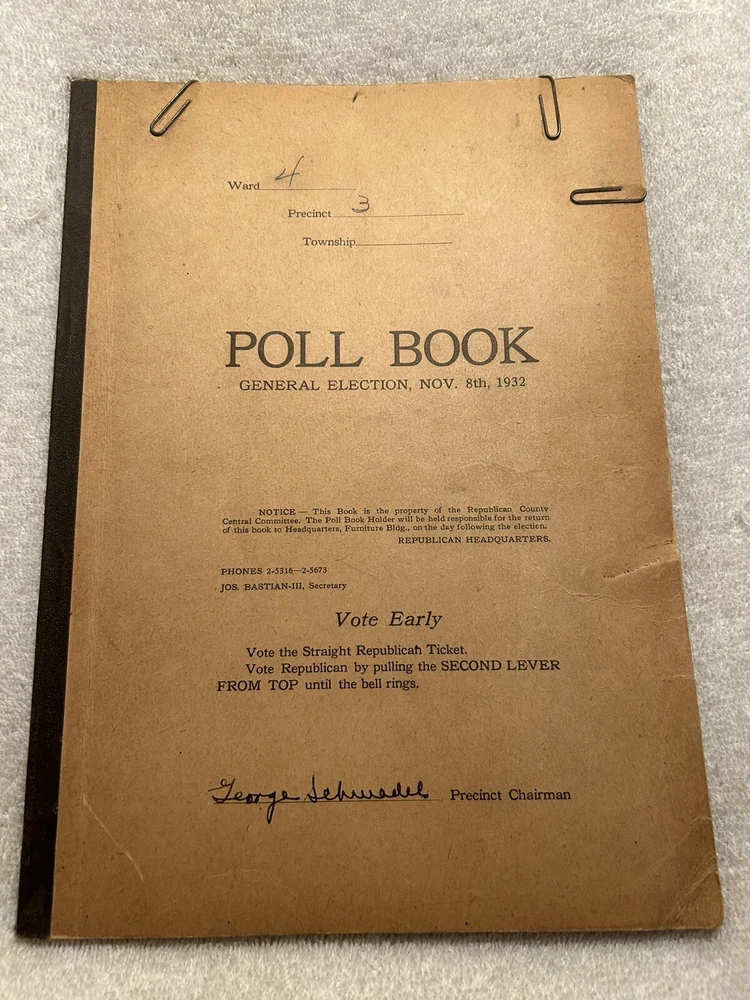 Ward 4
Precinct 3
Township
POLL BOOK
GENERAL ELECTION, NOV. 8th, 1932
NOTICE — This Book is the property of the Republican County
Central Committee. The Poll Book Holder will be held responsible for the return
of this book to Headquarters, Furniture Bldg., on the day following the election.
REPUBLICAN HEADQUARTERS.
PHONES 2-5316—2-5673
JOS. BASTIAN-III, Secretary
Vote Early
Vote the Straight Republican Ticket.
Vote Republican by pulling the SECOND LEVER
FROM TOP until the bell rings.
George Schwedel Precinct Chairman